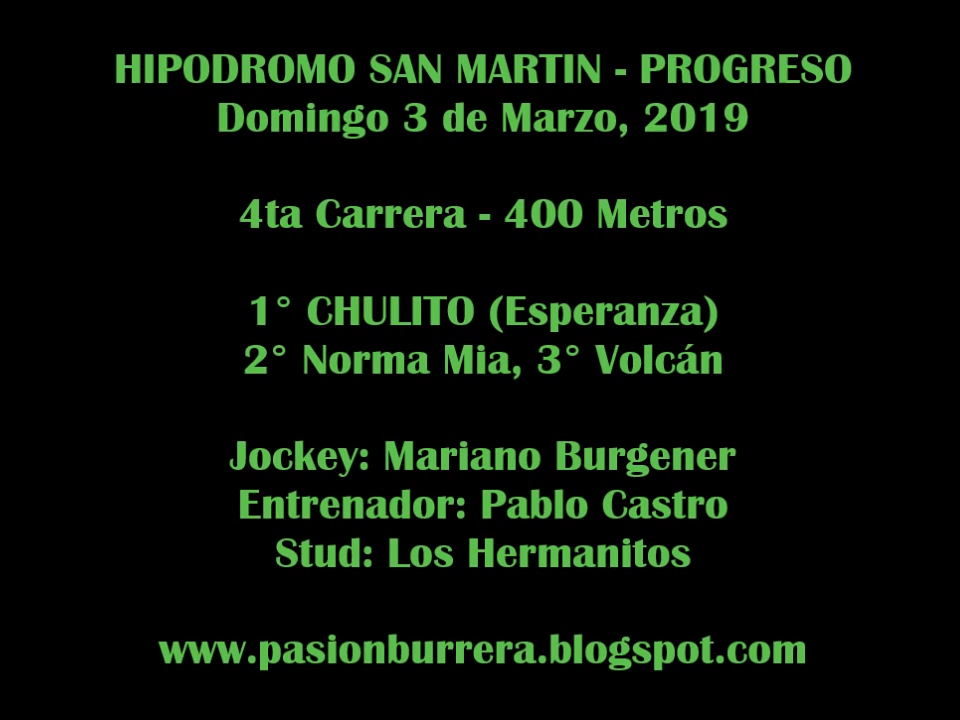 HIPODROMO SAN MARTIN - PROGRESO
Domingo 3 de Marzo, 2019
4ta Carrera - 400 Metros
1° CHULITO (Esperanza)
2° Norma Mia, 3° Volcán
Jockey: Mariano Burgener
Entrenador: Pablo Castro
Stud: Los Hermanitos
www.pasionburrera.blogspot.com